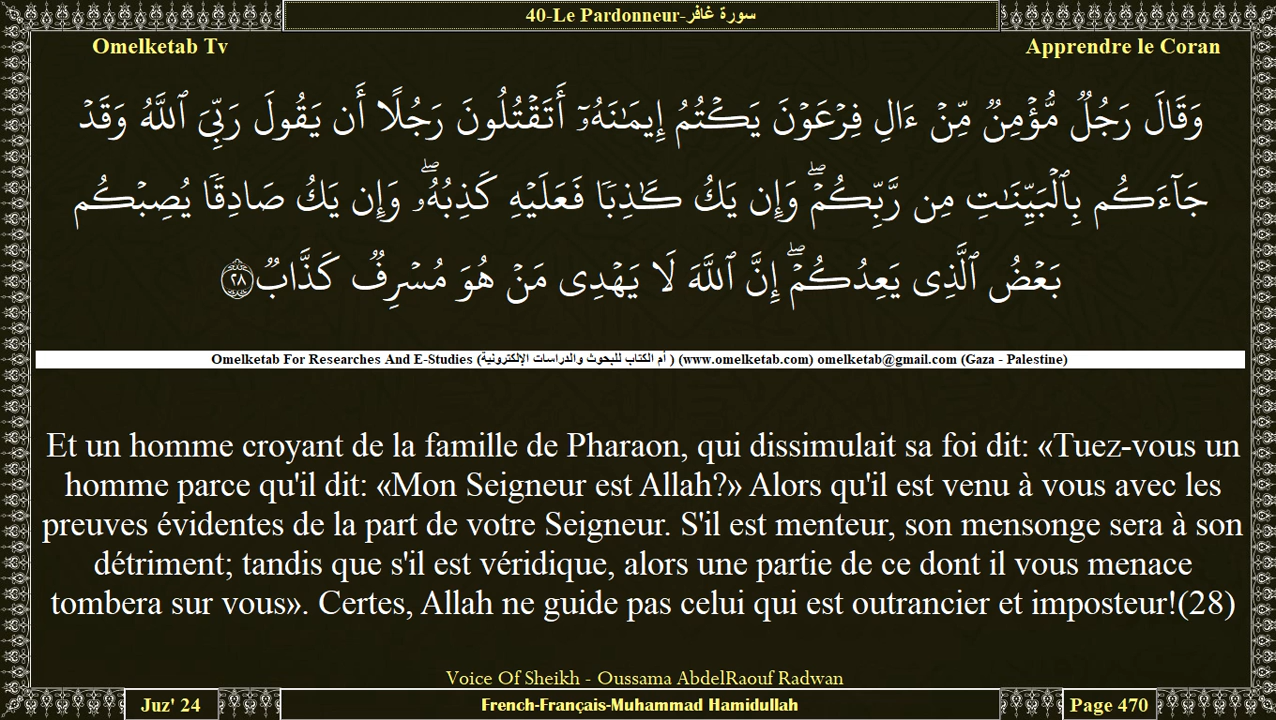 40-Le Pardonneur-سورة غافر
Omelketab Tv
Apprendre le Coran
وَقَالَ رَجُلٌ مُّؤْمِنٌ مِّنْ ءَالِ فِرْعَوْنَ يَكْتُمُ إِيمَـٰنَهُۥٓ أَتَقْتُلُونَ رَجُلًا أَن يَقُولَ رَبِّىَ ٱللَّهُ وَقَدْ
جَآءَكُم بِٱلْبَيِّنَـٰتِ مِن رَّبِّكُمْ ۖ وَإِن يَكُ كَـٰذِبًا فَعَلَيْهِ كَذِبُهُۥ ۖ وَإِن يَكُ صَادِقًا يُصِبْكُم
بَعْضُ ٱلَّذِى يَعِدُكُمْ ۖ إِنَّ ٱللَّهَ لَا يَهْدِى مَنْ هُوَ مُسْرِفٌ كَذَّابٌ ٢٨
Omelketab For Researches And E-Studies (أم الكتاب للبحوث والدراسات الإلكترونية ) (www.omelketab.com) omelketab@gmail.com (Gaza - Palestine)
Et un homme croyant de la famille de Pharaon, qui dissimulait sa foi dit: «Tuez-vous un
homme parce qu'il dit: «Mon Seigneur est Allah?» Alors qu'il est venu à vous avec les
preuves évidentes de la part de votre Seigneur. S'il est menteur, son mensonge sera à son
détriment; tandis que s'il est véridique, alors une partie de ce dont il vous menace
tombera sur vous». Certes, Allah ne guide pas celui qui est outrancier et imposteur!(28)
Voice Of Sheikh - Oussama AbdelRaouf Radwan
Juz' 24
French-Français-Muhammad Hamidullah
Page 470